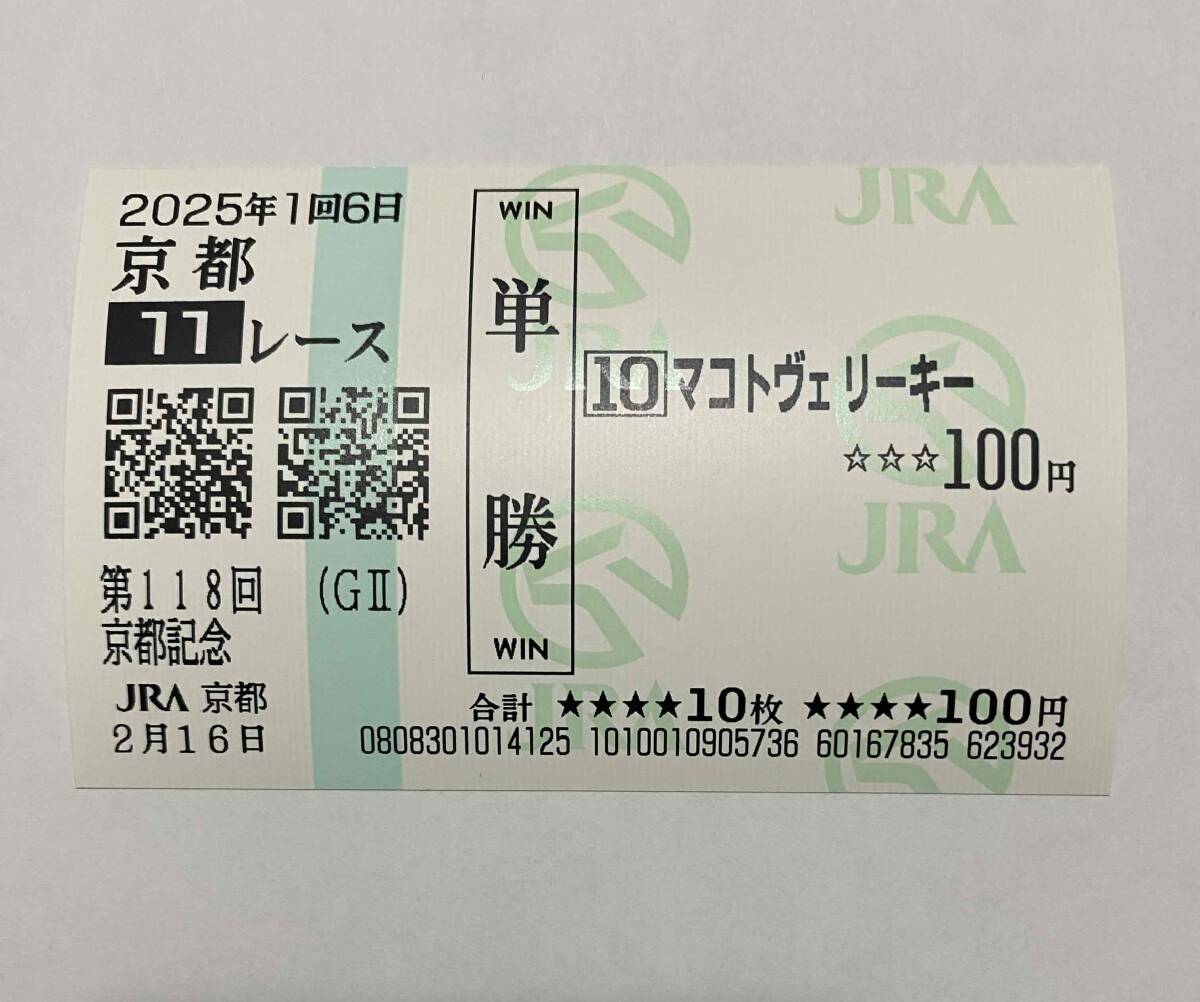 2025年1回6日
京都
11レース
第118回 (GⅡ)
京都記念
JRA 京都
2月16日
WIN
単勝
WIN
10マコトヴェリーキー
☆☆☆100円
合計 ★★★★10枚 ★★★★100円
0808301014125 1010010905736 60167835 623932
JRA
JRA
JRA
JRA